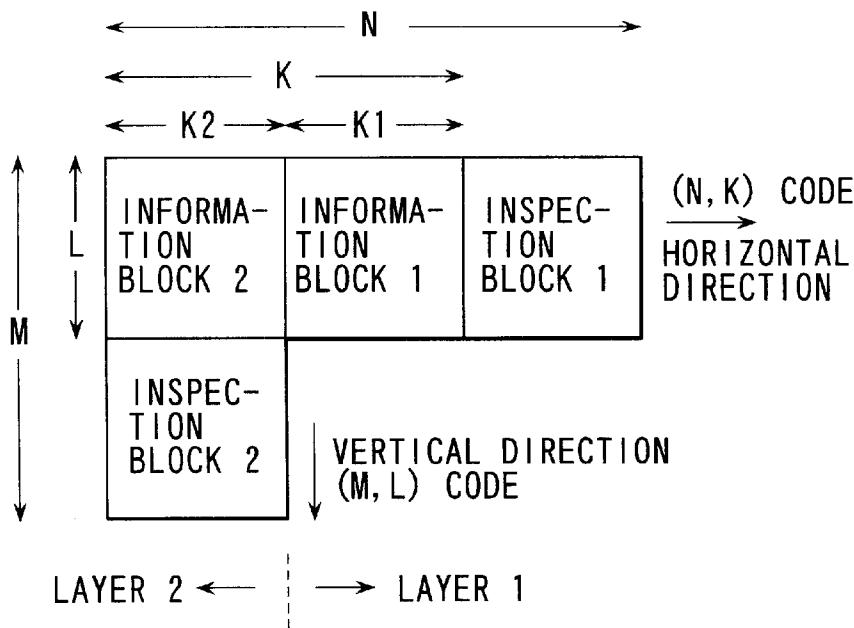 N
K
K2
K1
L
M
INFORMA-
TION
BLOCK 2
INFORMA-
TION
BLOCK 1
INSPEC-
TION
BLOCK 1
(N, K) CODE
HORIZONTAL
DIRECTION
INSPEC-
TION
BLOCK 2
VERTICAL DIRECTION
(M, L) CODE
LAYER 2
LAYER 1